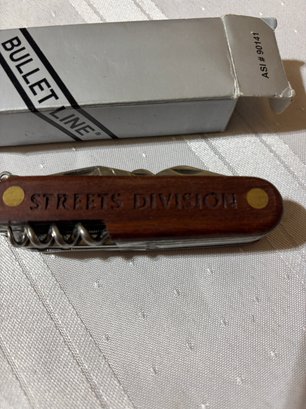 BULLET LINE®
ASI # 90141
STREETS DIVISION